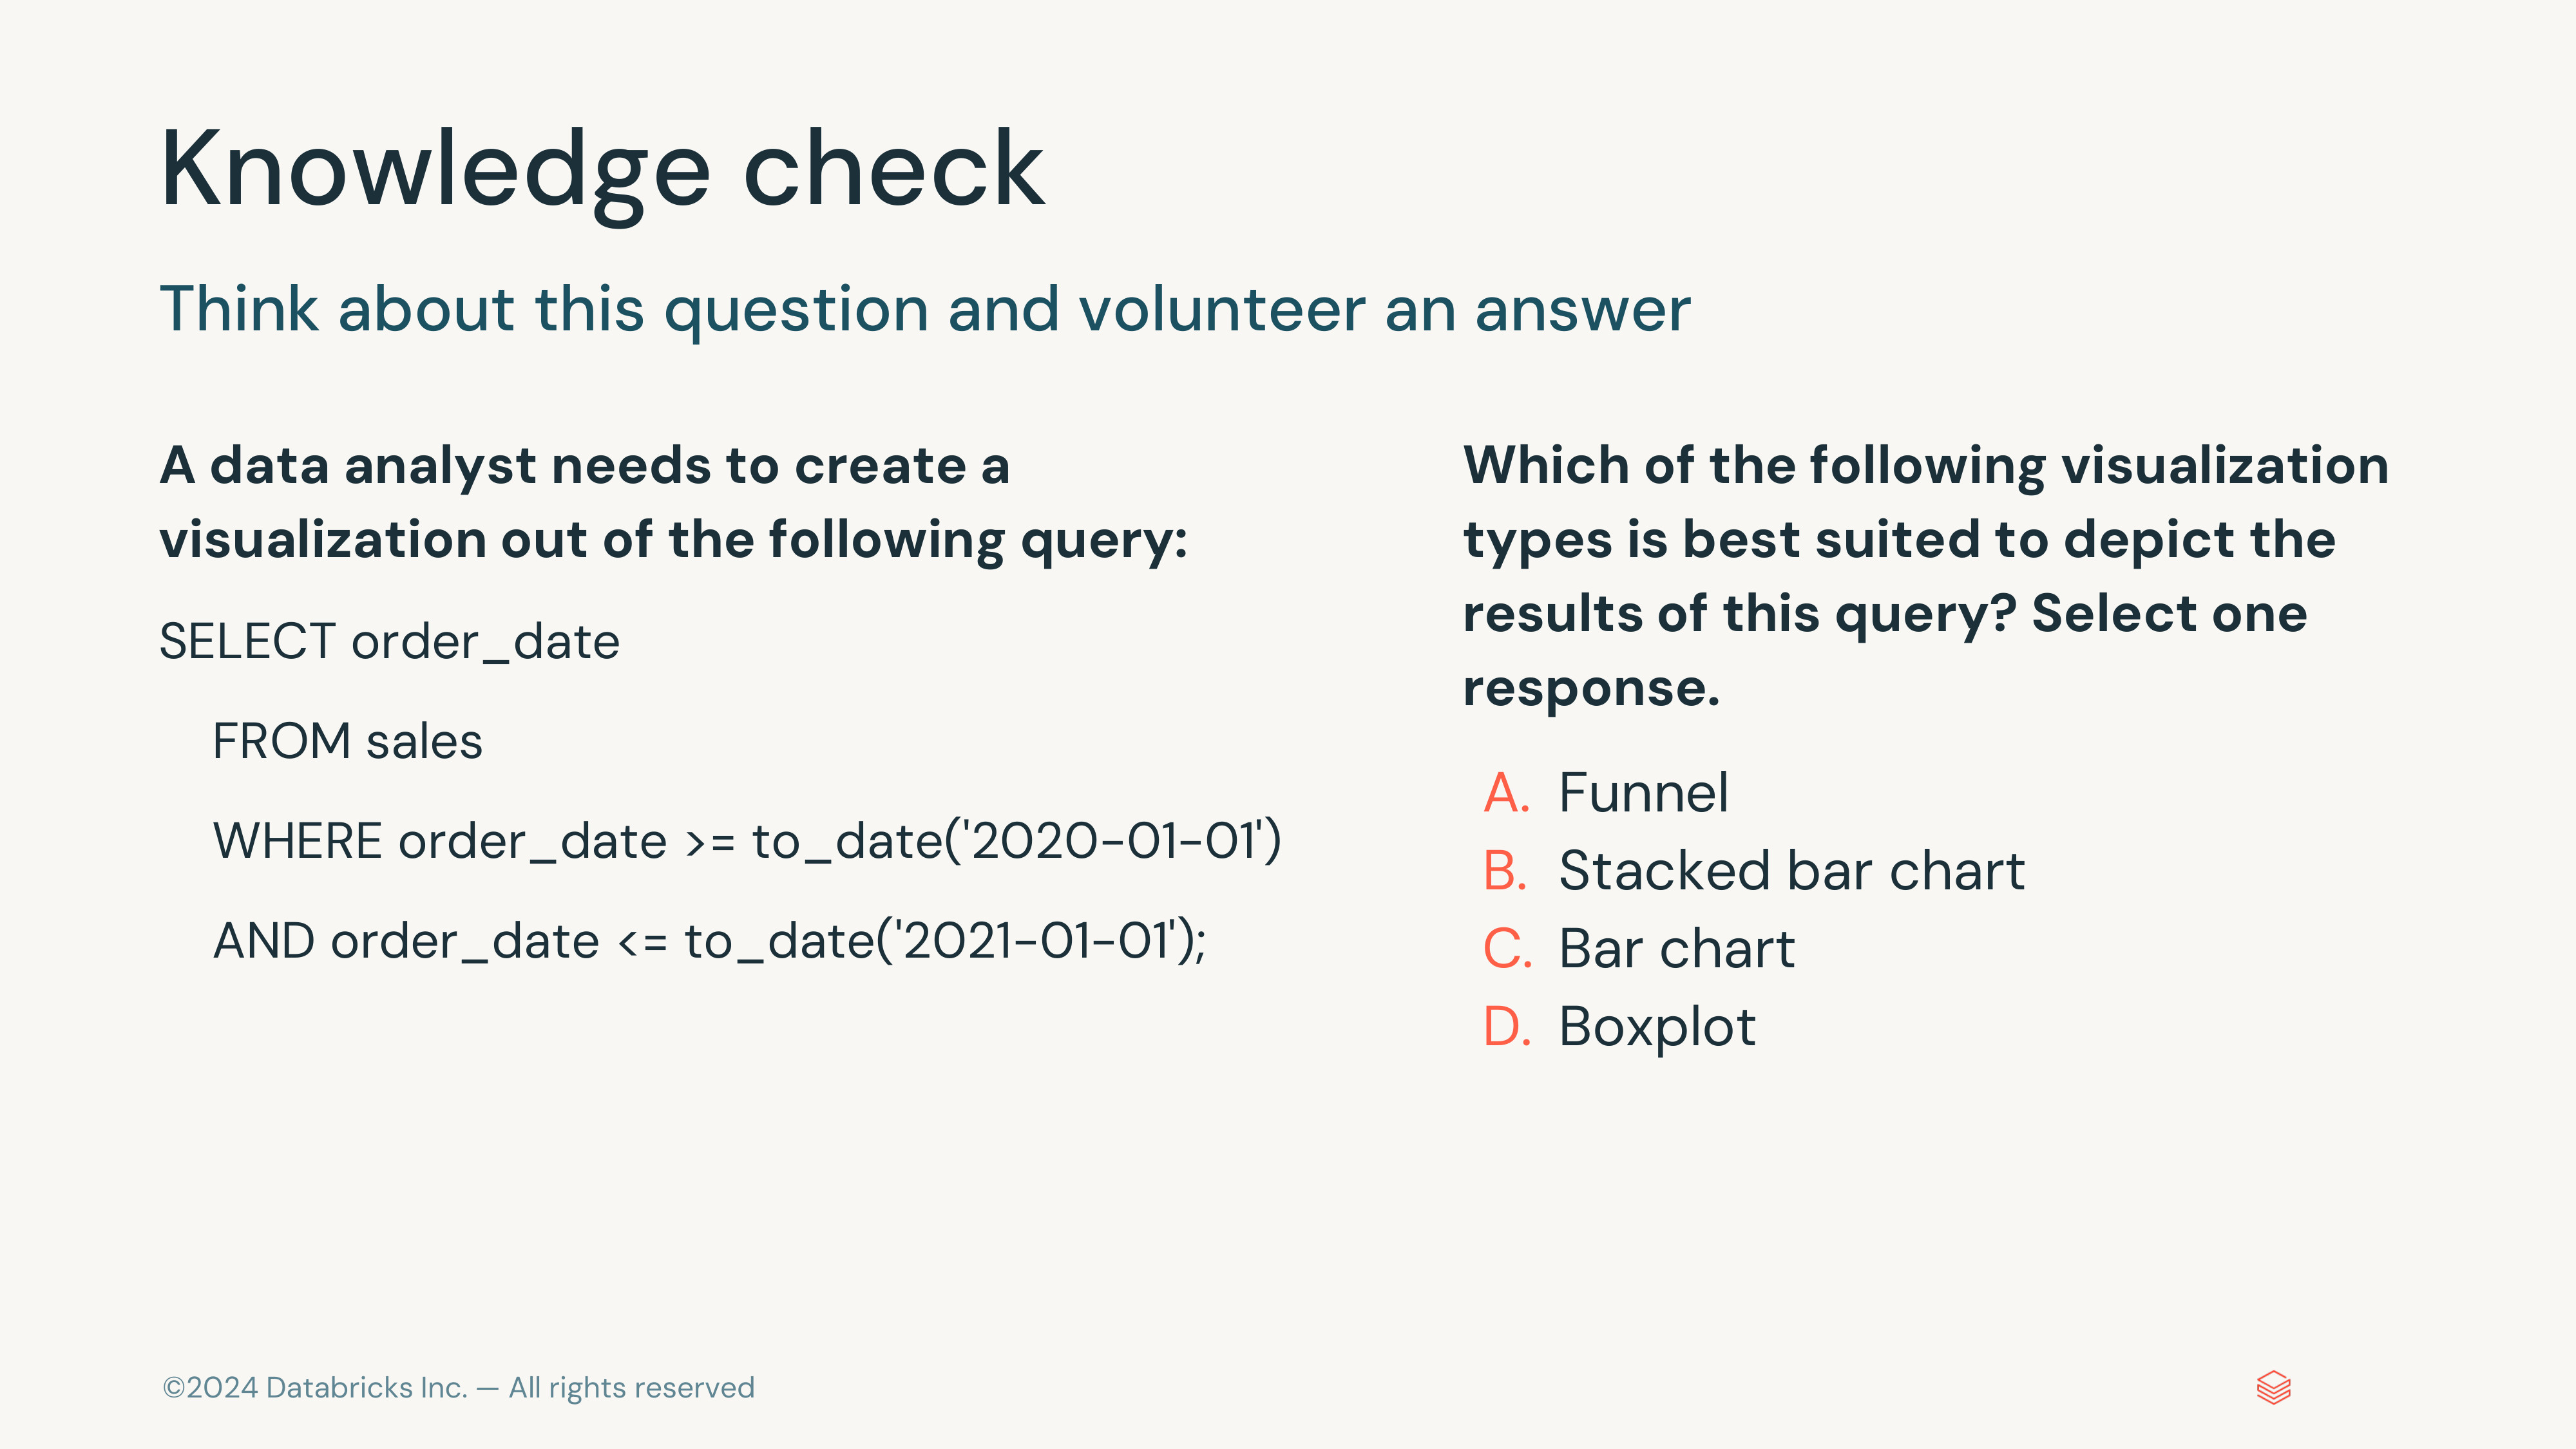 Knowledge check
Think about this question and volunteer an answer
A data analyst needs to create a
visualization out of the following query:
SELECT order_date
FROM sales
WHERE order_date >= to_date('2020-01-01')
AND order_date <= to_date('2021-01-01');
Which of the following visualization
types is best suited to depict the
results of this query? Select one
response.
A. Funnel
B. Stacked bar chart
C. Bar chart
D. Boxplot
©2024 Databricks Inc. — All rights reserved